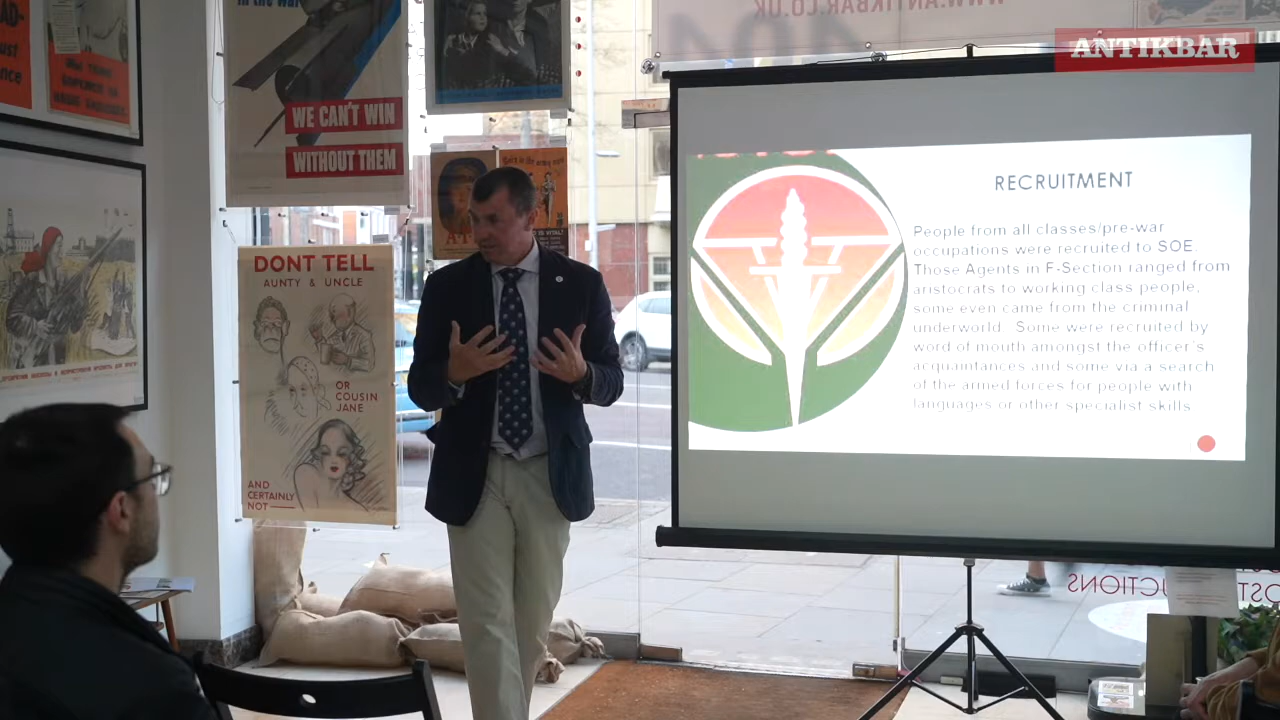 in the War
WE CAN'T WIN
WITHOUT THEM
WWW.ANTIKBAR.CO.UK
ANTIKBAR
DONT TELL
AUNTY & UNCLE
OR
COUSIN
JANE
AND
CERTAINLY
NOT
RECRUITMENT
People from all classes/pre-war
occupations were recruited to SOE.
Those Agents in F-Section ranged from
aristocrats to working class people,
some even came from the criminal
underworld. Some were recruited by
word of mouth amongst the officer's
acquaintances and some via a search
of the armed forces for people with
languages or other specialist skills